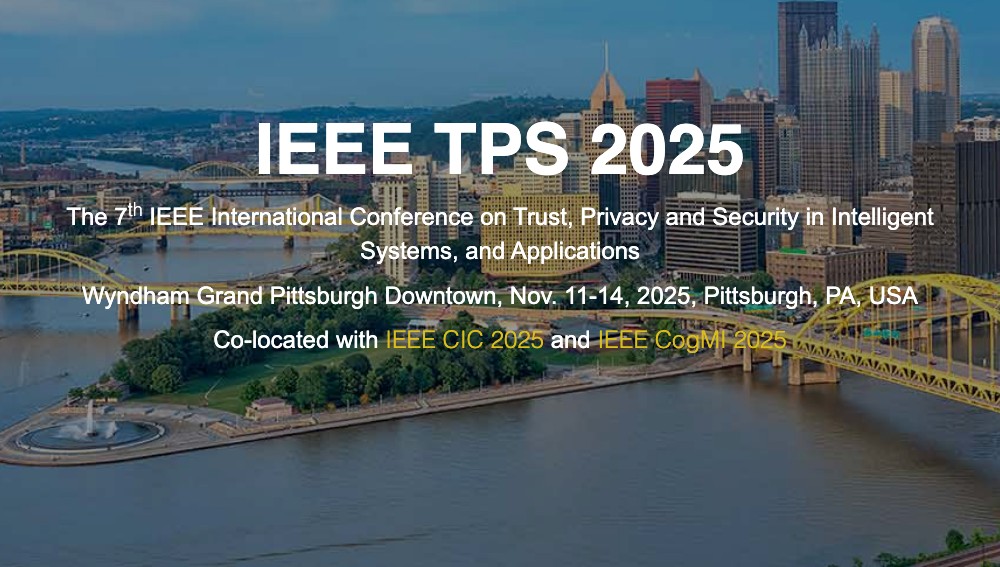 IEEE TPS 2025
The 7th IEEE International Conference on Trust, Privacy and Security in Intelligent
Systems, and Applications
Wyndham Grand Pittsburgh Downtown, Nov. 11-14, 2025, Pittsburgh, PA, USA
Co-located with IEEE CIC 2025 and IEEE CogMI 2025